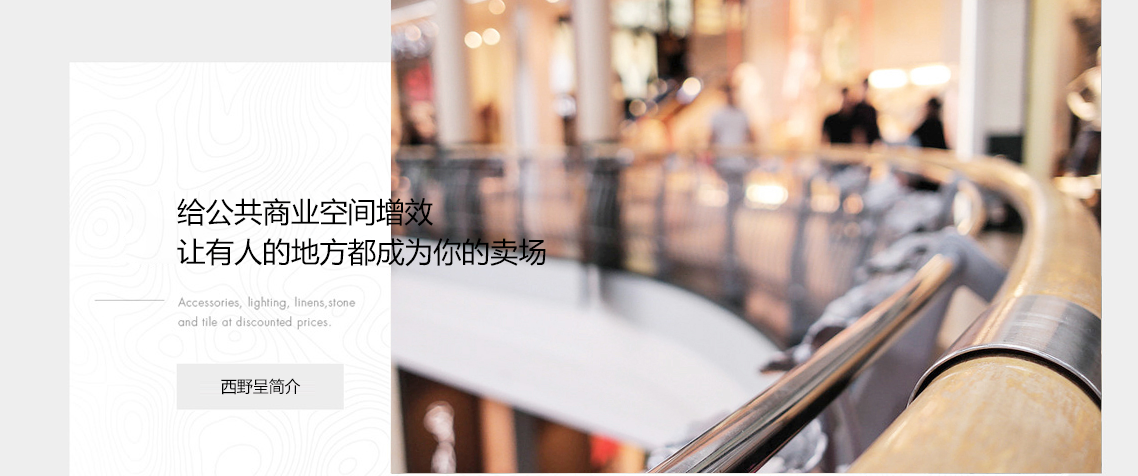 给公共商业空间增效
让有人的地方都成为你的卖场
Accessories, lighting, linens,stone
and tile at discounted prices.
西野呈简介